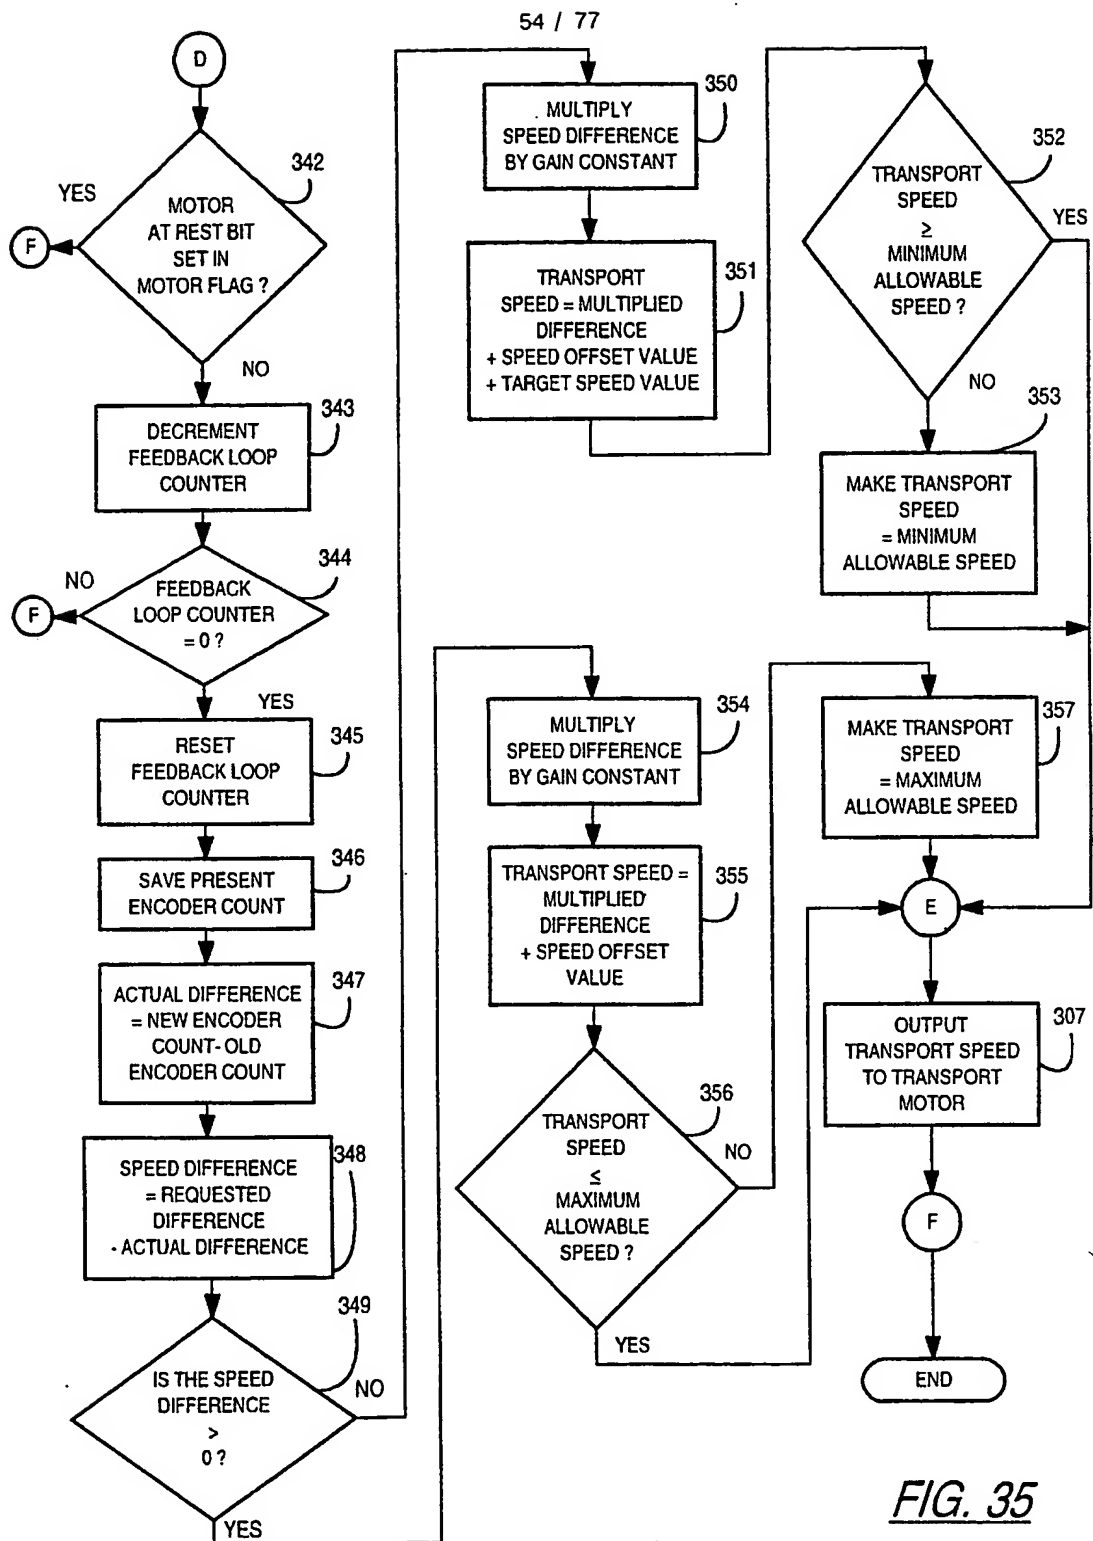 54 / 77
D
342
YES
MOTOR
AT REST BIT
SET IN
MOTOR FLAG ?
F
NO
343
DECREMENT
FEEDBACK LOOP
COUNTER
344
NO
FEEDBACK
LOOP COUNTER
= 0 ?
F
YES
345
RESET
FEEDBACK LOOP
COUNTER
346
SAVE PRESENT
ENCODER COUNT
347
ACTUAL DIFFERENCE
= NEW ENCODER
COUNT- OLD
ENCODER COUNT
348
SPEED DIFFERENCE
= REQUESTED
DIFFERENCE
- ACTUAL DIFFERENCE
349
IS THE SPEED
DIFFERENCE
>
0 ?
NO
YES
350
MULTIPLY
SPEED DIFFERENCE
BY GAIN CONSTANT
351
TRANSPORT
SPEED = MULTIPLIED
DIFFERENCE
+ SPEED OFFSET VALUE
+ TARGET SPEED VALUE
352
TRANSPORT
SPEED
≥
MINIMUM
ALLOWABLE
SPEED ?
YES
NO
353
MAKE TRANSPORT
SPEED
= MINIMUM
ALLOWABLE SPEED
354
MULTIPLY
SPEED DIFFERENCE
BY GAIN CONSTANT
355
TRANSPORT SPEED =
MULTIPLIED
DIFFERENCE
+ SPEED OFFSET
VALUE
356
TRANSPORT
SPEED
≤
MAXIMUM
ALLOWABLE
SPEED ?
NO
YES
357
MAKE TRANSPORT
SPEED
= MAXIMUM
ALLOWABLE SPEED
E
307
OUTPUT
TRANSPORT SPEED
TO TRANSPORT
MOTOR
F
END
FIG. 35